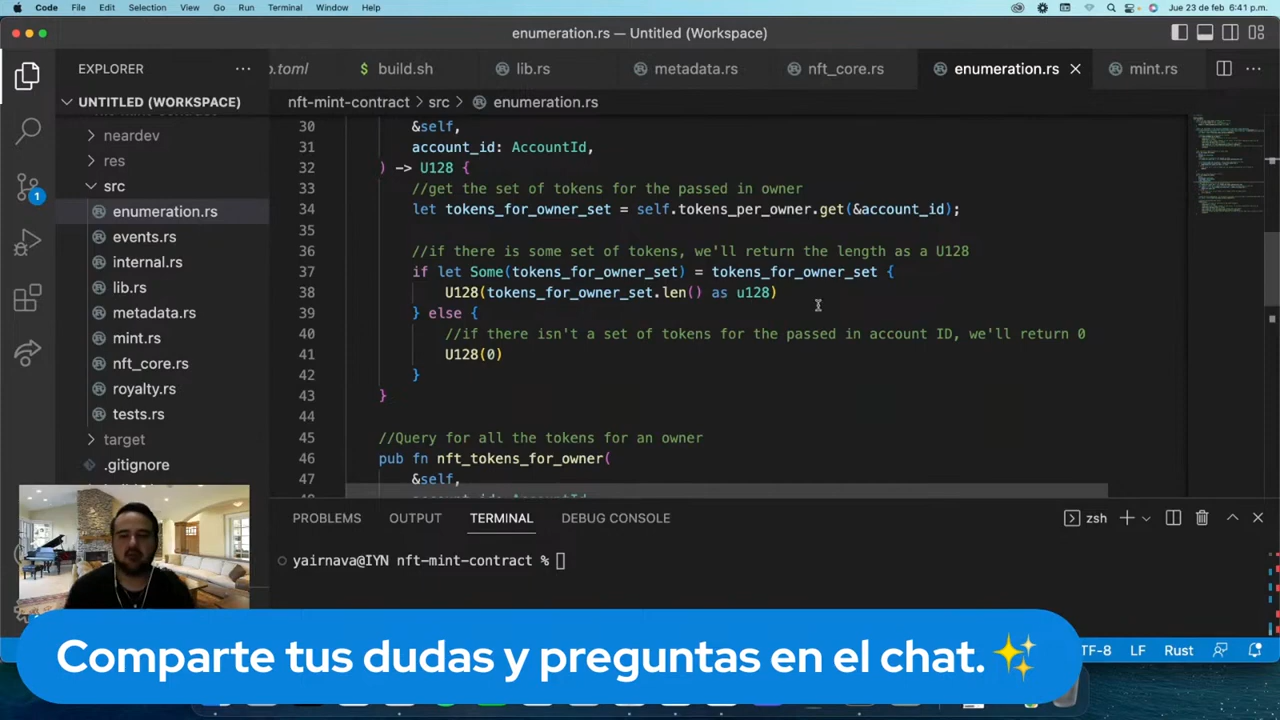 Code File Edit Selection View Go Run Terminal Window Help Jue 23 de feb 6:41 p.m.
enumeration.rs — Untitled (Workspace)
EXPLORER
o.toml build.sh lib.rs metadata.rs nft_core.rs enumeration.rs mint.rs
UNTITLED (WORKSPACE)
nft-mint-contract > src > enumeration.rs
neardev
res
src
enumeration.rs
events.rs
internal.rs
lib.rs
metadata.rs
mint.rs
nft_core.rs
royalty.rs
tests.rs
target
.gitignore
1
30 &self,
31 account_id: AccountId,
32 ) -> U128 {
33 //get the set of tokens for the passed in owner
34 let tokens_for_owner_set = self.tokens_per_owner.get(&account_id);
35
36 //if there is some set of tokens, we'll return the length as a U128
37 if let Some(tokens_for_owner_set) = tokens_for_owner_set {
38 U128(tokens_for_owner_set.len() as u128)
39 } else {
40 //if there isn't a set of tokens for the passed in account ID, we'll return 0
41 U128(0)
42 }
43 }
44
45 //Query for all the tokens for an owner
46 pub fn nft_tokens_for_owner(
47 &self,
PROBLEMS OUTPUT TERMINAL DEBUG CONSOLE zsh
yairnava@IYN nft-mint-contract %
Comparte tus dudas y preguntas en el chat.✨
TF-8 LF Rust